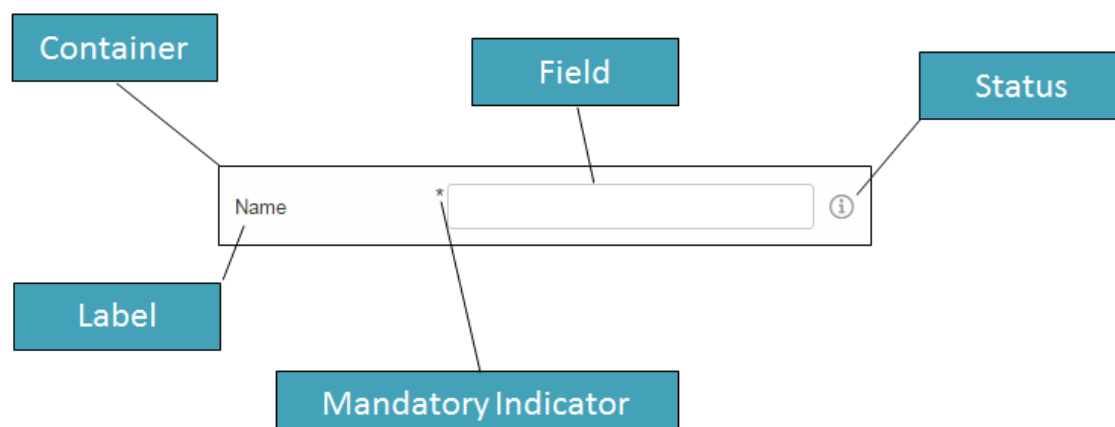 Container
Field
Status
Name
*
Label
Mandatory Indicator